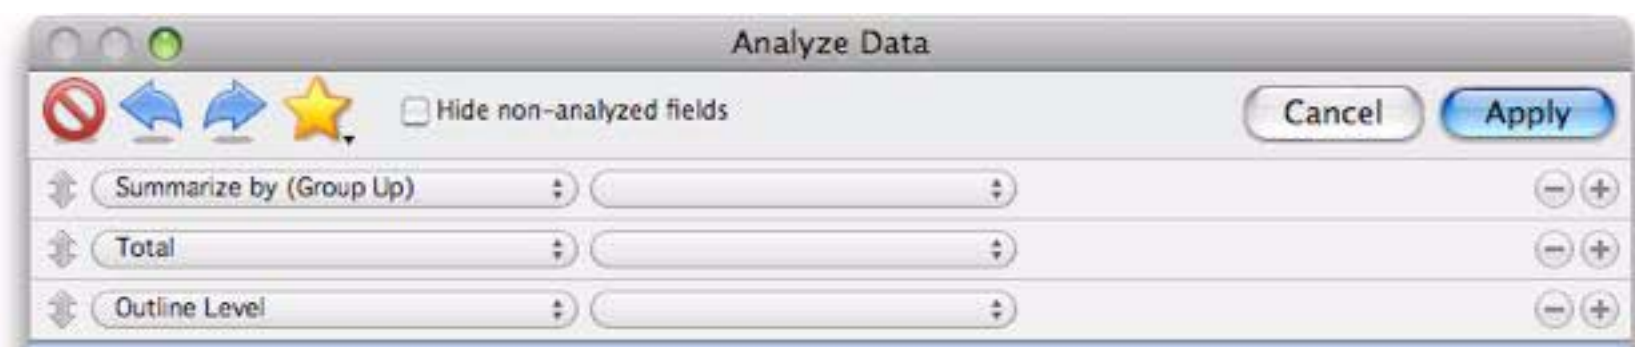 Analyze Data
Hide non-analyzed fields Cancel Apply
Summarize by (Group Up)
Total
Outline Level